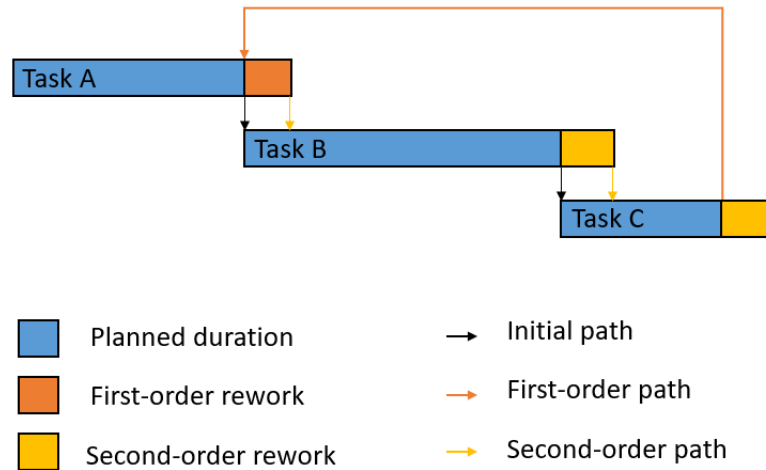 Task A
Task B
Task C
Planned duration
Initial path
First-order rework
First-order path
Second-order rework
Second-order path